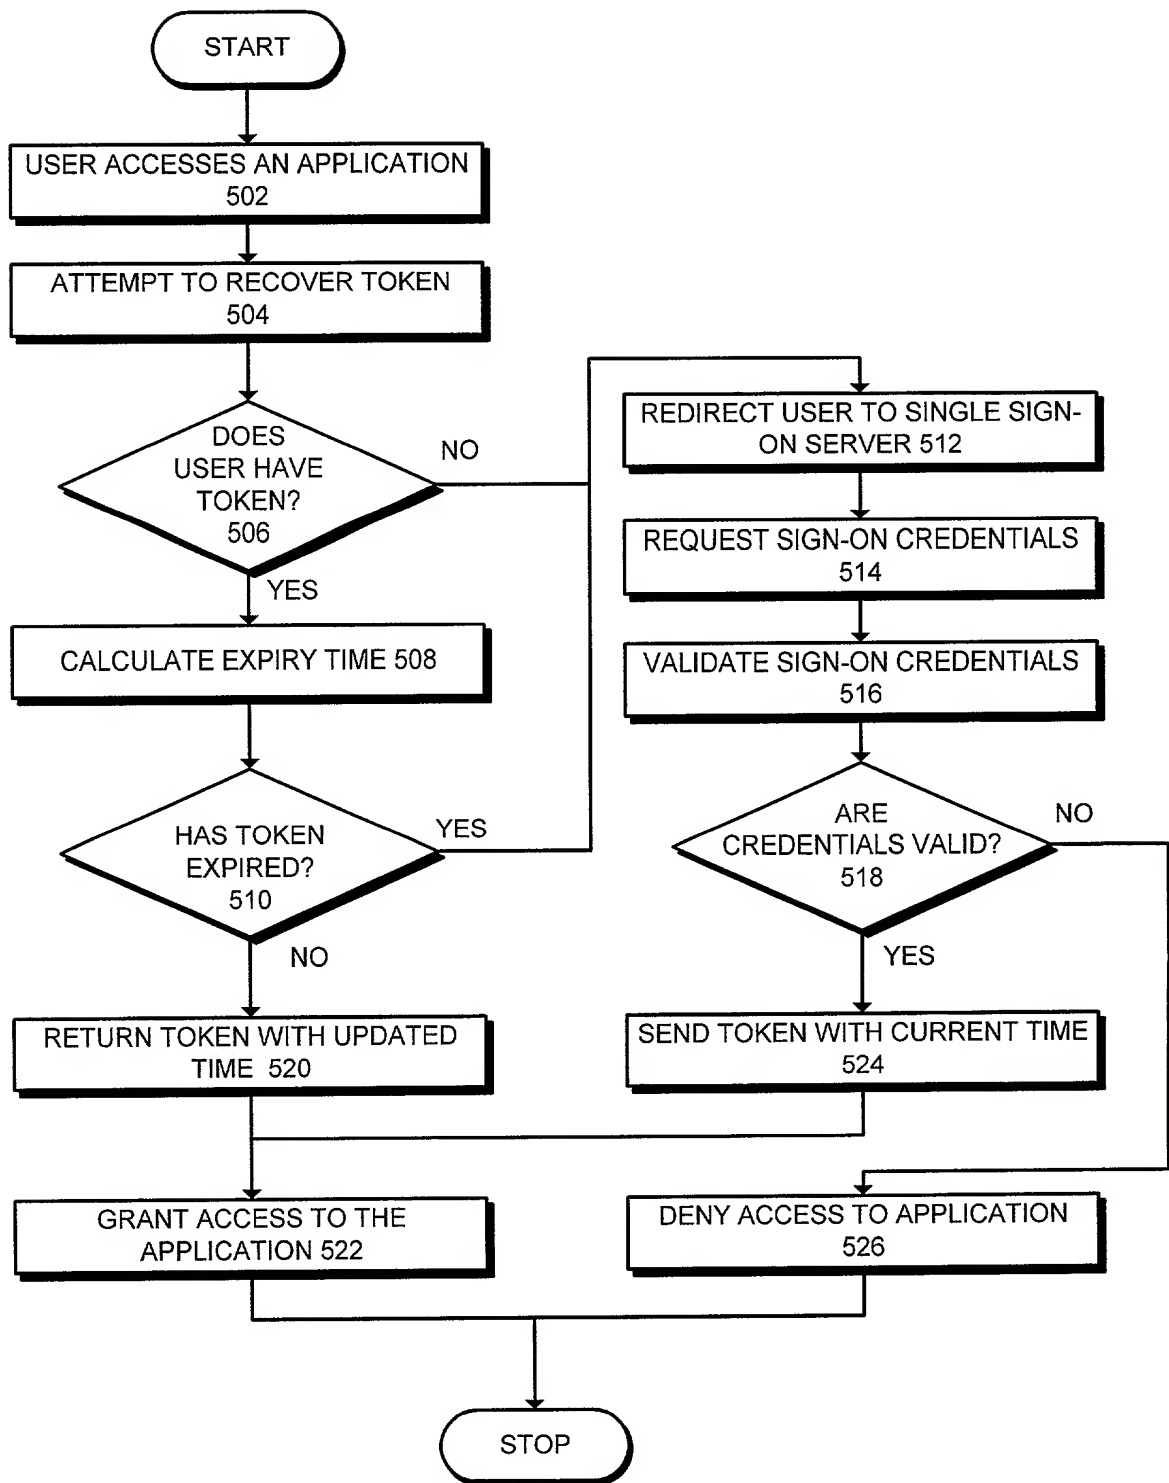 START
USER ACCESSES AN APPLICATION
502
ATTEMPT TO RECOVER TOKEN
504
DOES
USER HAVE
TOKEN?
506
NO
YES
CALCULATE EXPIRY TIME 508
HAS TOKEN
EXPIRED?
510
YES
NO
RETURN TOKEN WITH UPDATED
TIME 520
GRANT ACCESS TO THE
APPLICATION 522
REDIRECT USER TO SINGLE SIGN-
ON SERVER 512
REQUEST SIGN-ON CREDENTIALS
514
VALIDATE SIGN-ON CREDENTIALS
516
ARE
CREDENTIALS VALID?
518
NO
YES
SEND TOKEN WITH CURRENT TIME
524
DENY ACCESS TO APPLICATION
526
STOP